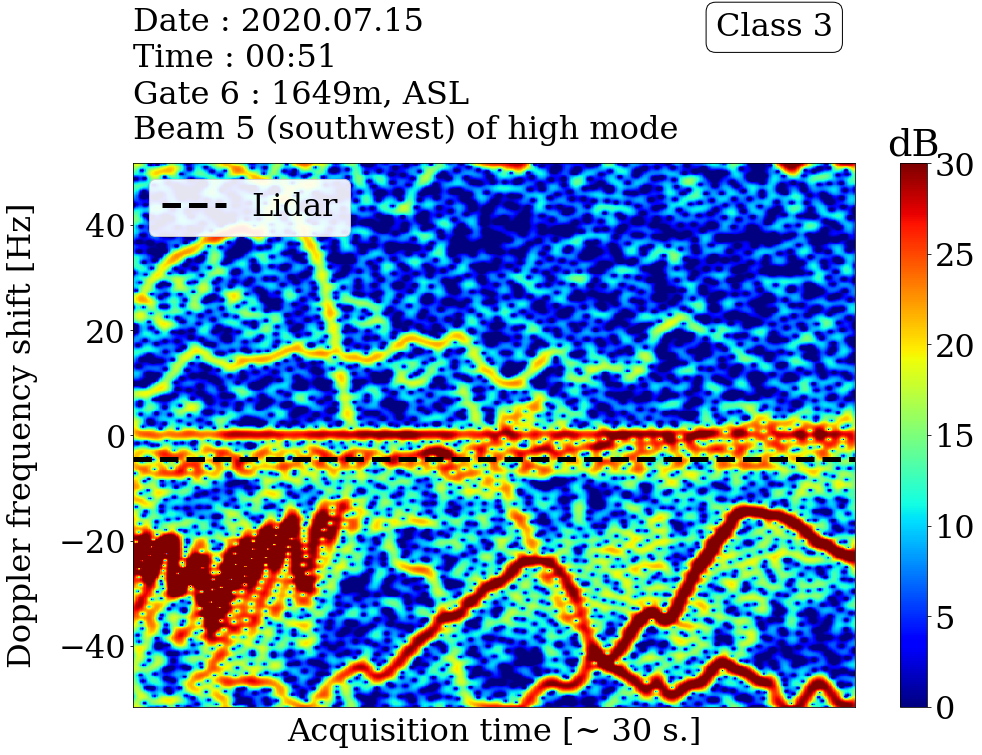 Date : 2020.07.15
Time : 00:51
Gate 6 : 1649m, ASL
Beam 5 (southwest) of high mode
Class 3
dB
Lidar
Doppler frequency shift [Hz]
40
20
0
−20
−40
Acquisition time [~ 30 s.]
30
25
20
15
10
5
0